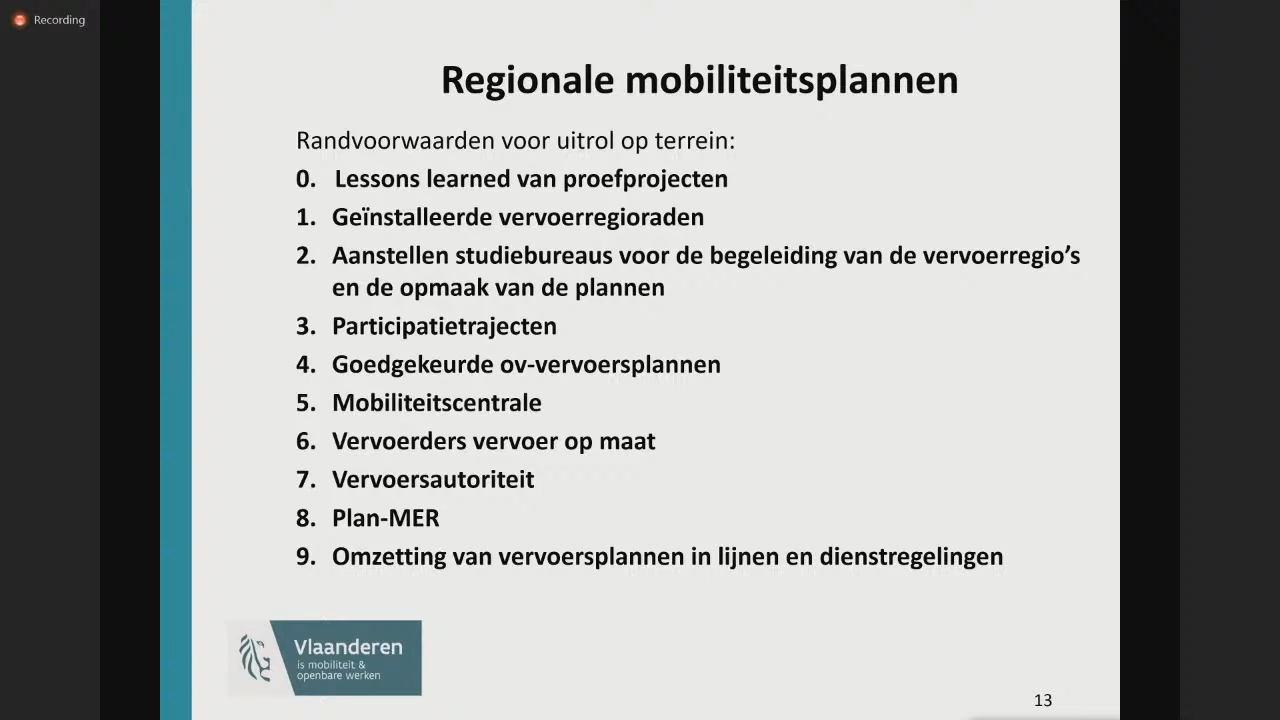 Recording
Regionale mobiliteitsplannen
Randvoorwaarden voor uitrol op terrein:
0. Lessons learned van proefprojecten
1. Geïnstalleerde vervoerregioraden
2. Aanstellen studiebureaus voor de begeleiding van de vervoerregio’s
en de opmaak van de plannen
3. Participatietrajecten
4. Goedgekeurde ov-vervoersplannen
5. Mobiliteitscentrale
6. Vervoerders vervoer op maat
7. Vervoersautoriteit
8. Plan-MER
9. Omzetting van vervoersplannen in lijnen en dienstregelingen
Vlaanderen
is mobiliteit &
openbare werken
13